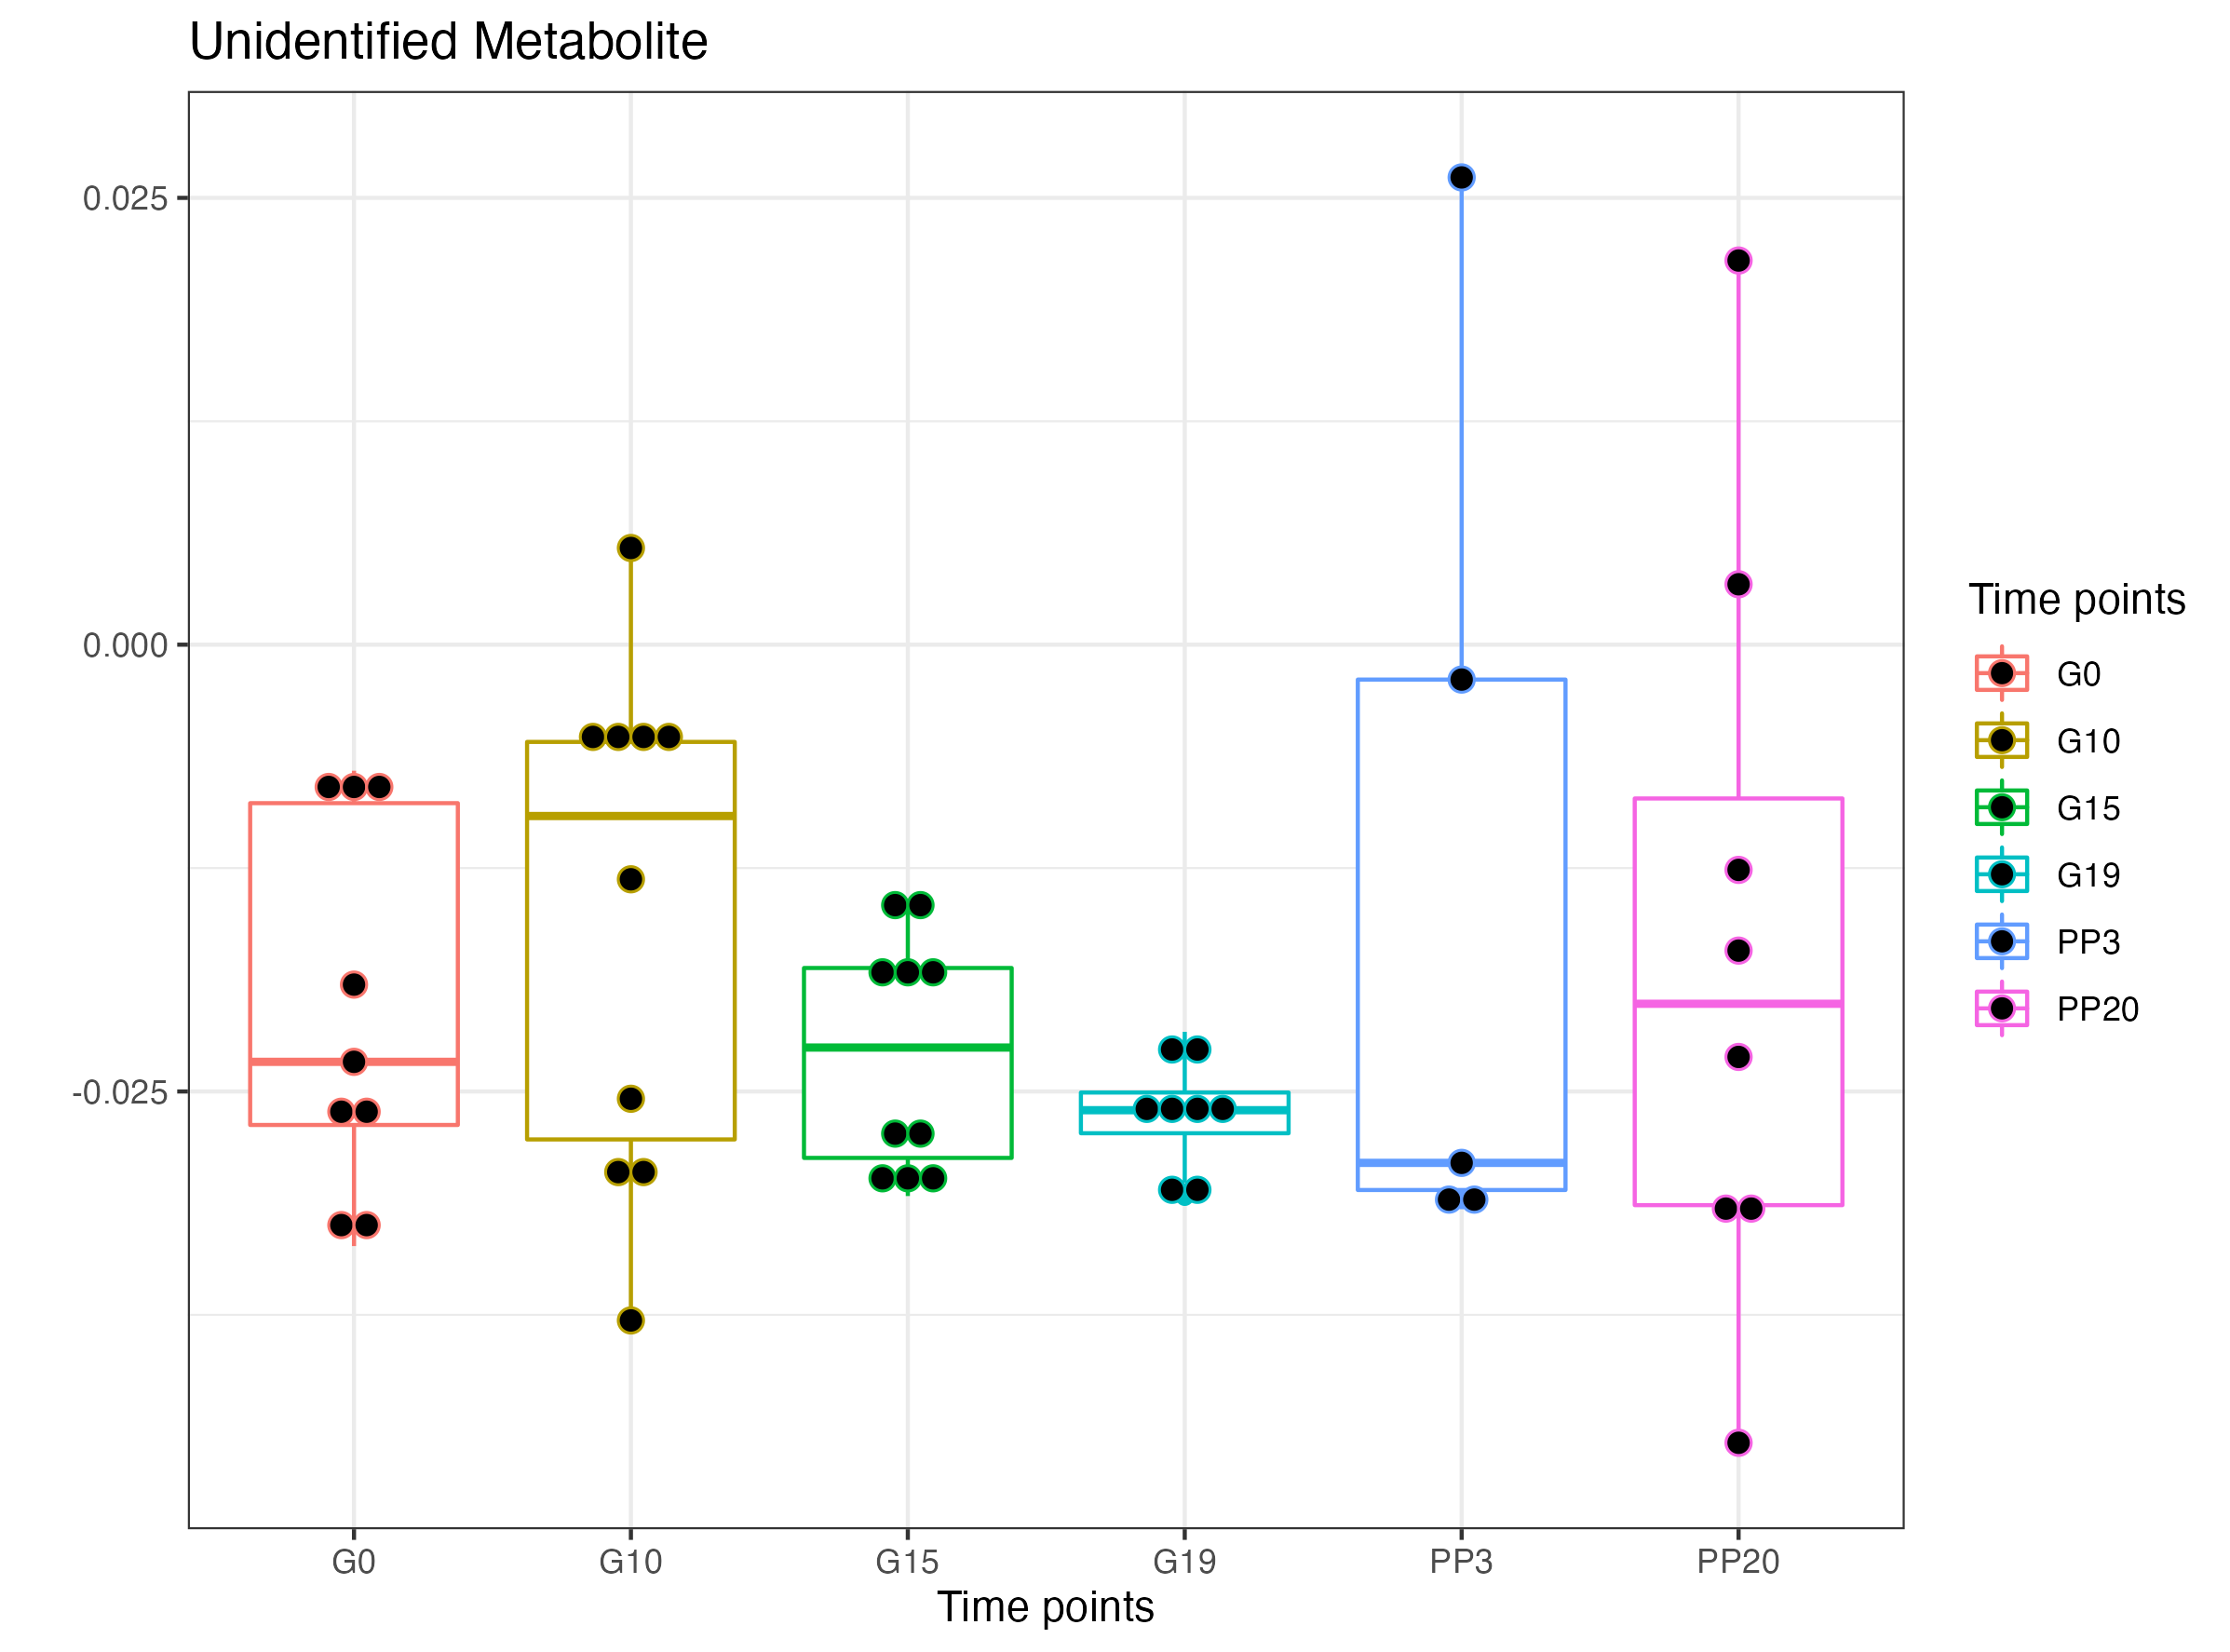 Unidentified Metabolite
0.025
0.000
-0.025
G0 G10 G15 G19 PP3 PP20
Time points
Time points
G0
G10
G15
G19
PP3
PP20